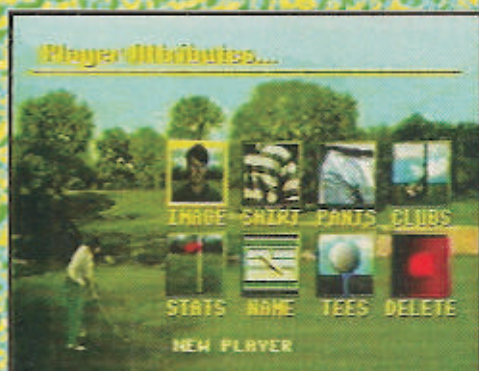 Player Attributes...
IMAGE SHIRT PANTS CLUBS
STATS NAME TEES DELETE
NEW PLAYER